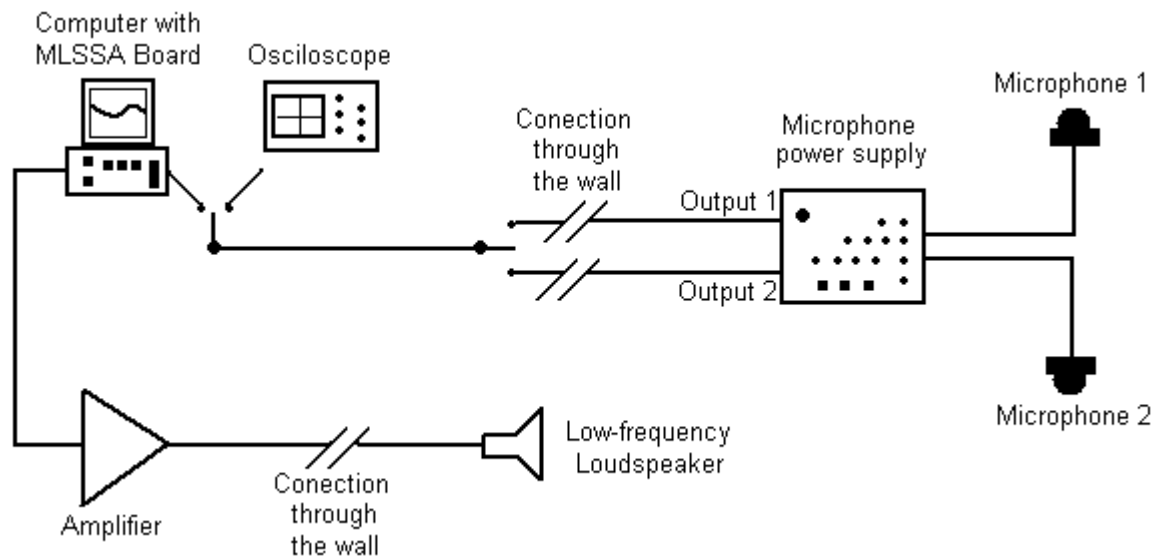 Computer with
MLSSA Board
Osciloscope
Conection
through
the wall
Microphone
power supply
Microphone 1
Output 1
Output 2
Microphone 2
Low-frequency
Loudspeaker
Conection
through
the wall
Amplifier